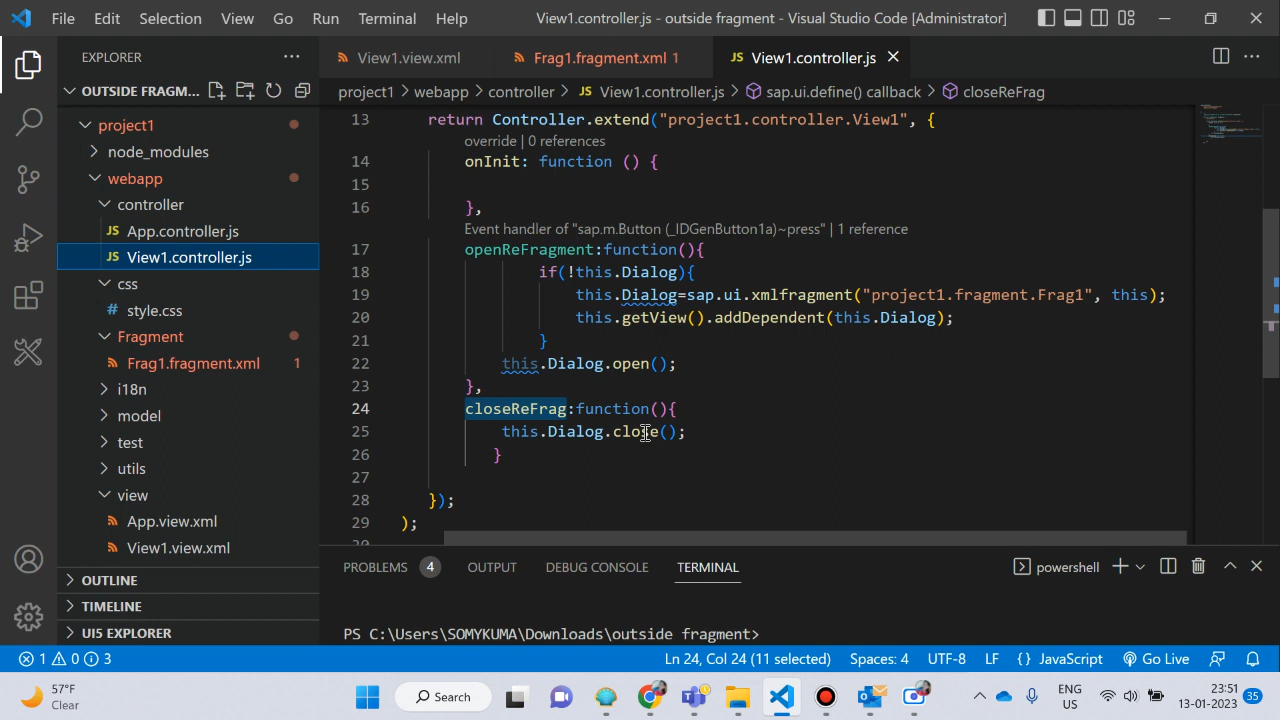 File Edit Selection View Go Run Terminal Help View1.controller.js - outside fragment - Visual Studio Code [Administrator]
EXPLORER
View1.view.xml Frag1.fragment.xml 1 JS View1.controller.js
OUTSIDE FRAGM...
project1 > webapp > controller > JS View1.controller.js > sap.ui.define() callback > closeReFrag
project1
node_modules
webapp
controller
JS App.controller.js
JS View1.controller.js
css
# style.css
Fragment
Frag1.fragment.xml 1
i18n
model
test
utils
view
App.view.xml
View1.view.xml
OUTLINE
TIMELINE
UI5 EXPLORER
13 return Controller.extend("project1.controller.View1", {
override | 0 references
14 onInit: function () {
15
16 },
Event handler of "sap.m.Button (_IDGenButton1a)~press" | 1 reference
17 openReFragment:function(){
18 if(!this.Dialog){
19 this.Dialog=sap.ui.xmlfragment("project1.fragment.Frag1", this);
20 this.getView().addDependent(this.Dialog);
21 }
22 this.Dialog.open();
23 },
24 closeReFrag:function(){
25 this.Dialog.close();
26 }
27
28 });
29 );
PROBLEMS 4 OUTPUT DEBUG CONSOLE TERMINAL powershell
PS C:\Users\SOMYKUMA\Downloads\outside fragment>
1 0 3 Ln 24, Col 24 (11 selected) Spaces: 4 UTF-8 LF {} JavaScript Go Live
57°F
Clear
Search
ENG
US
23:51
13-01-2023
35